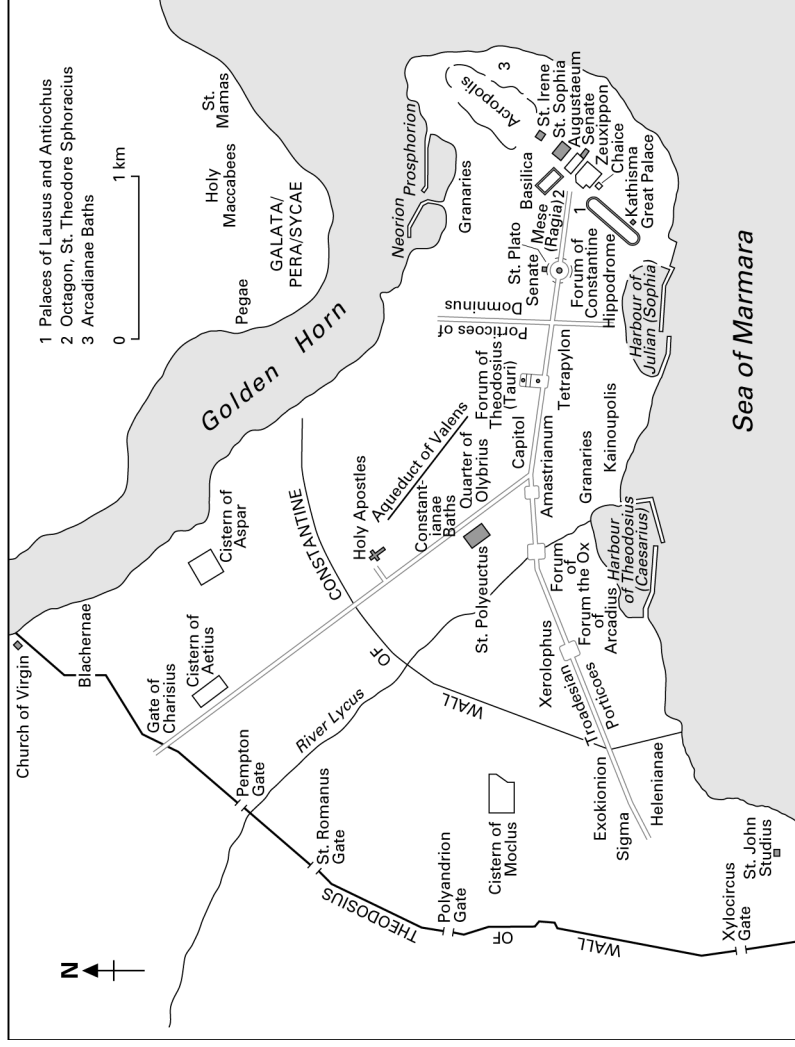 1 Palaces of Lausus and Antiochus
2 Octagon, St. Theodore Sphoracius
3 Arcadianae Baths
0
1 km
N
Church of Virgin
Blachernae
Gate of
Charisius
Cistern of
Aetius
Cistern of
Aspar
Pempton
Gate
St. Romanus
Gate
Polyandrion
Gate
Xylocircus
Gate
WALL
OF
THEODOSIUS
River Lycus
WALL
OF
CONSTANTINE
Cistern of
Moclus
Exokionion
Sigma
Helenianae
St. John
Studius
Troadesian
Porticoes
Xerolophus
Forum
of
Arcadius
Forum
of
the Ox
St. Polyeuctus
Holy Apostles
Aqueduct of Valens
Constant-
ianae
Baths
Quarter of
Olybrius
Capitol
Amastrianum
Forum of
Theodosius
(Tauri)
Tetrapylon
Granaries
Kainoupolis
Harbour
of Theodosius
(Caesarius)
Porticoes of
Domninus
Harbour of
Julian (Sophia)
St. Plato
Senate
Forum of
Constantine
Hippodrome
Mese
(Regia)
2
1
Basilica
Kathisma
Great Palace
Chalce
Zeuxippon
Senate
Augustaeum
St. Sophia
St. Irene
Acropolis
3
Granaries
Neorion
Prosphorion
Golden Horn
Pegae
GALATA/
PERA/SYCAE
Holy
Maccabees
St.
Mamas
Sea of Marmara